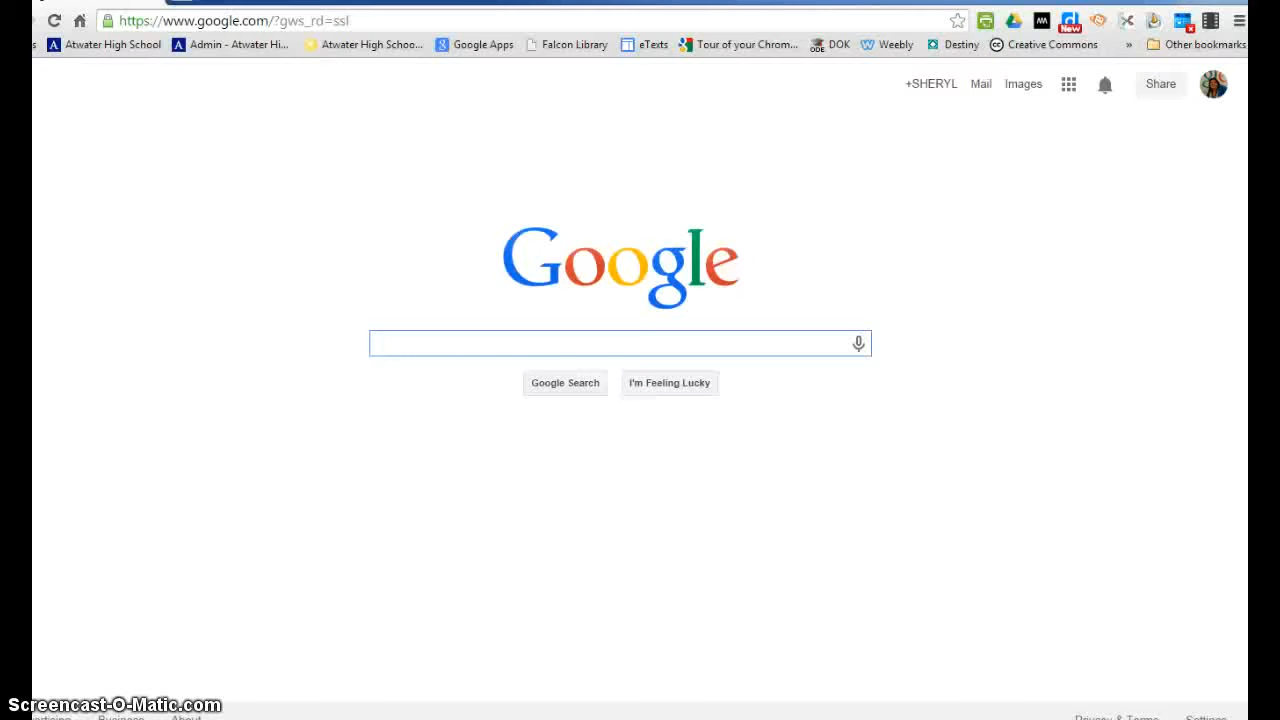 https://www.google.com/?gws_rd=ssl
New
s Atwater High School Admin - Atwater Hi... Atwater High School... Google Apps Falcon Library eTexts Tour of your Chrom... DOK Weebly Destiny Creative Commons » Other bookmarks
+SHERYL Mail Images Share
Google
Google Search I'm Feeling Lucky
Screencast-O-Matic.com
Business About Privacy & Terms Settings